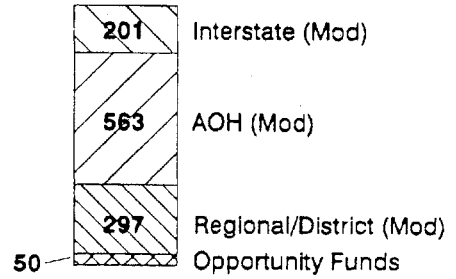 201 Interstate (Mod)
563 AOH (Mod)
297 Regional/District (Mod)
50 Opportunity Funds